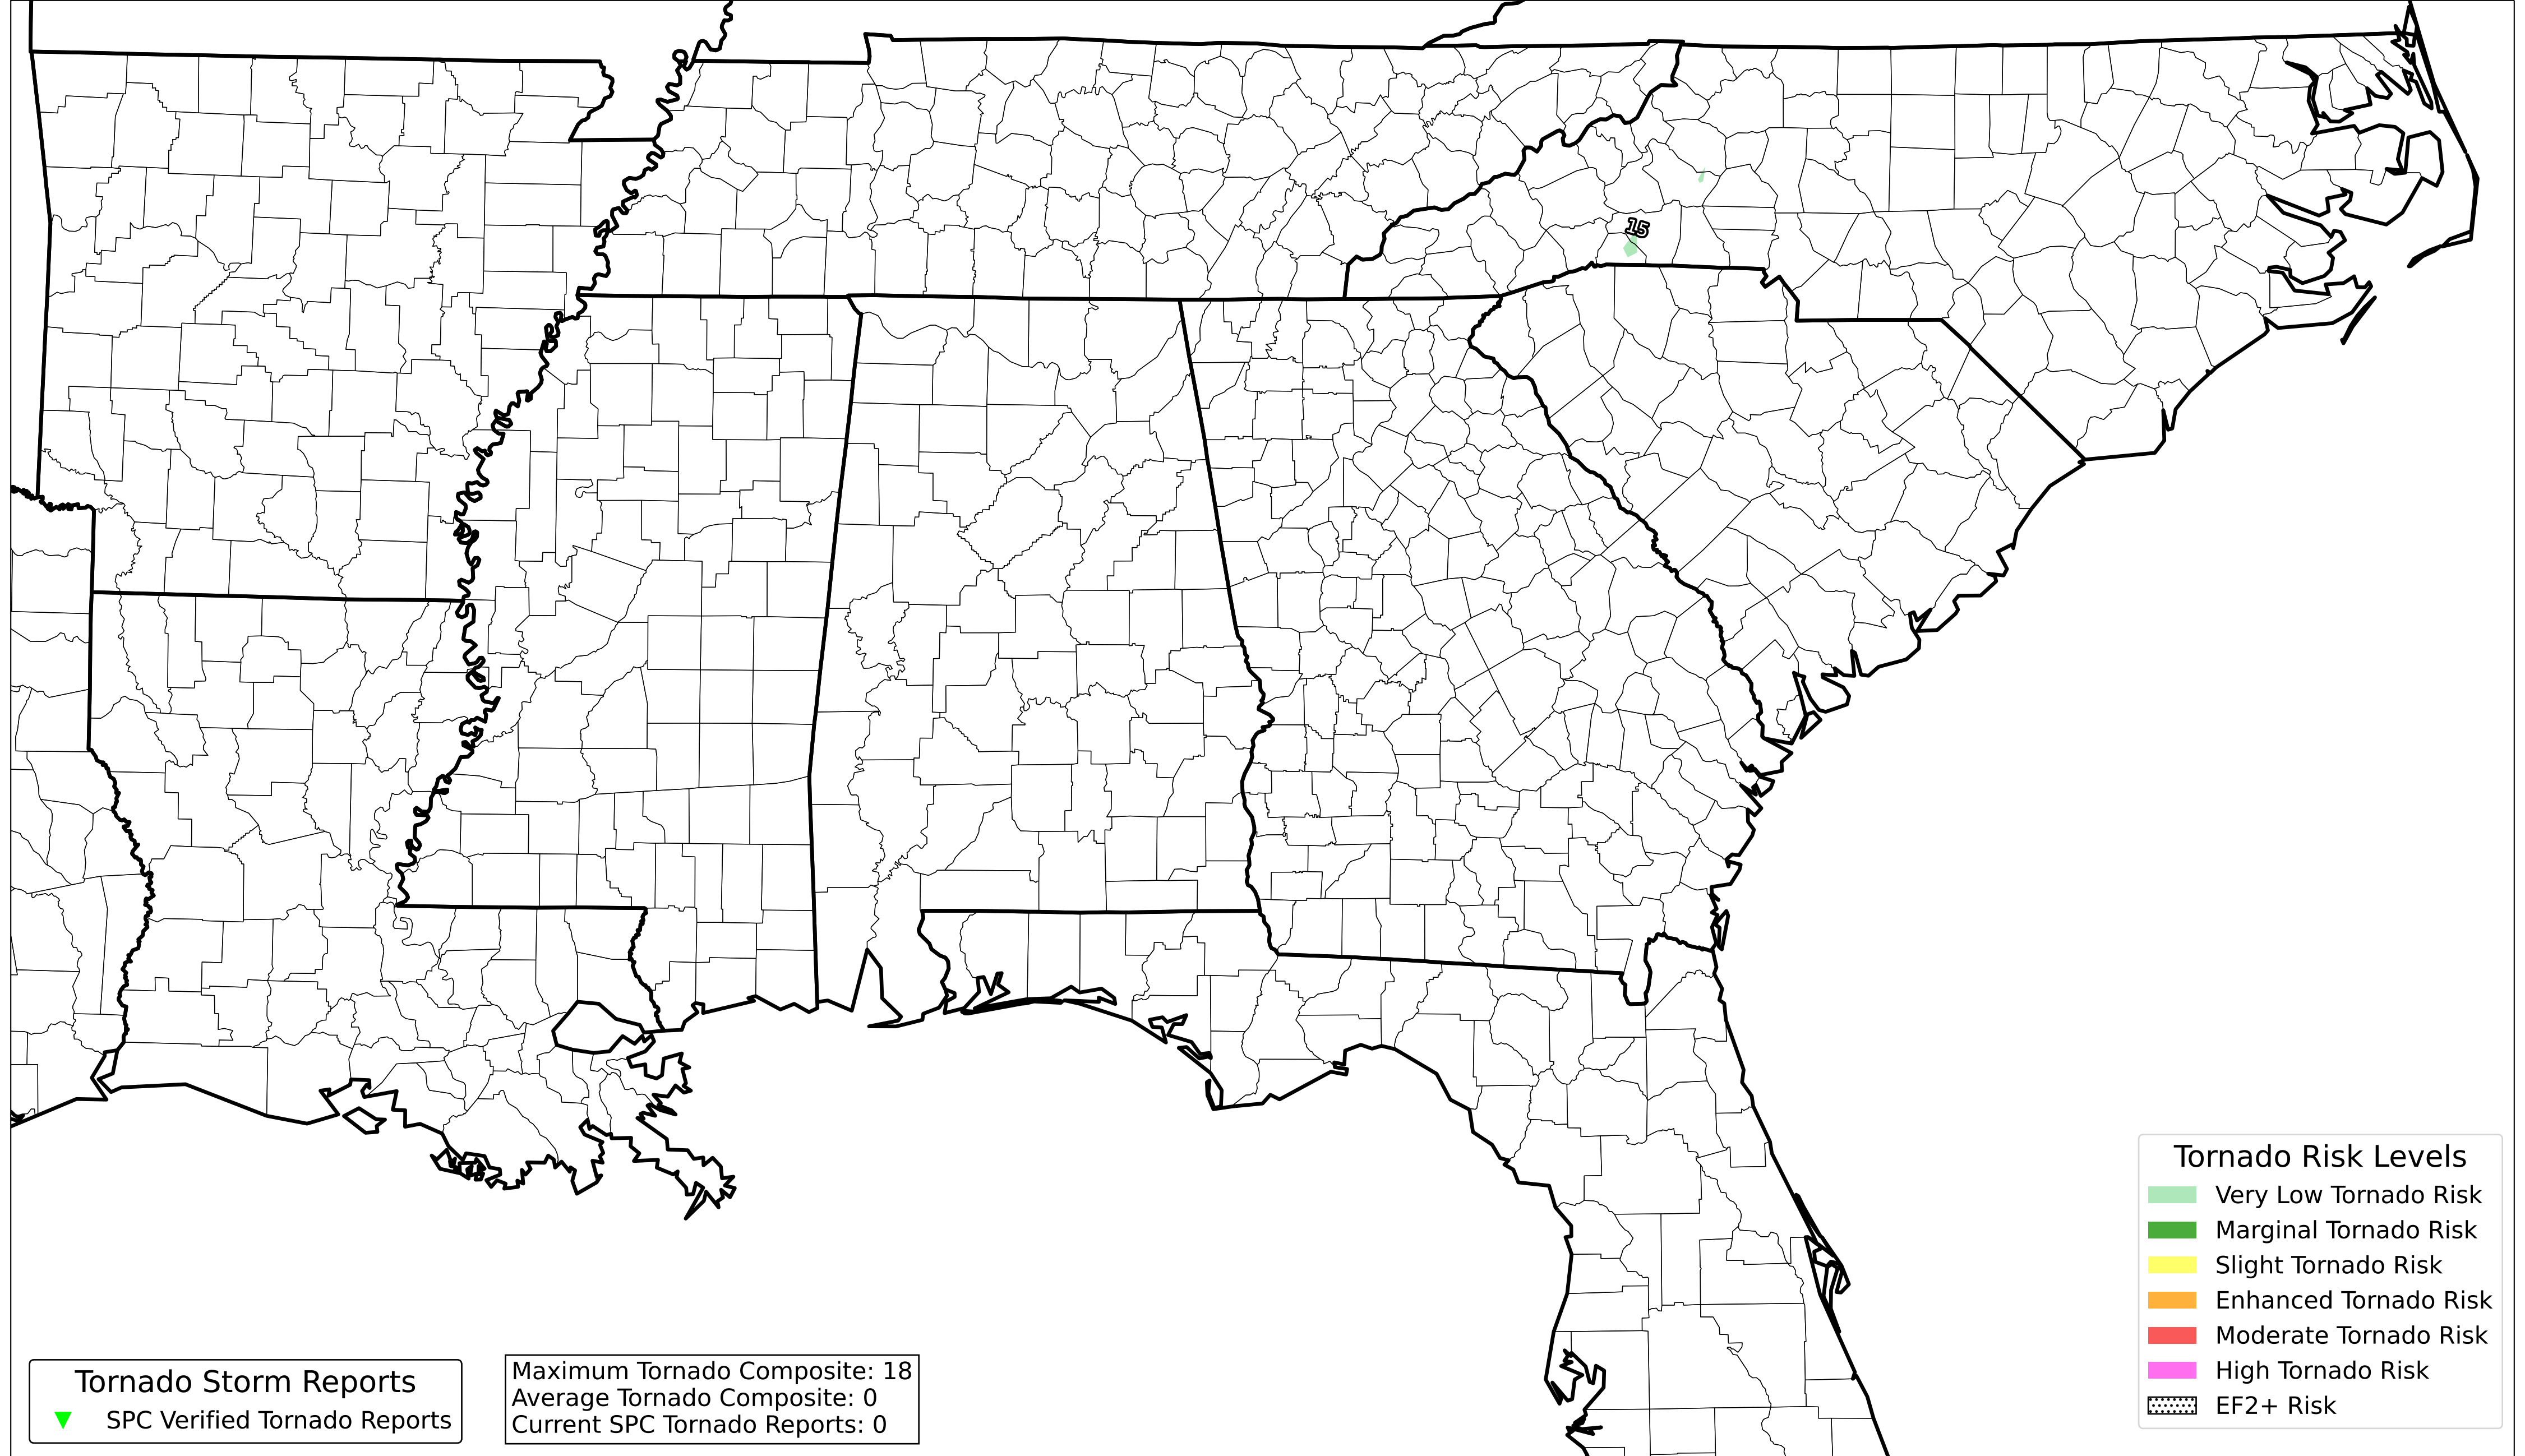 15
Tornado Risk Levels
Very Low Tornado Risk
Marginal Tornado Risk
Slight Tornado Risk
Enhanced Tornado Risk
Moderate Tornado Risk
High Tornado Risk
EF2+ Risk
Tornado Storm Reports
SPC Verified Tornado Reports
Maximum Tornado Composite: 18
Average Tornado Composite: 0
Current SPC Tornado Reports: 0